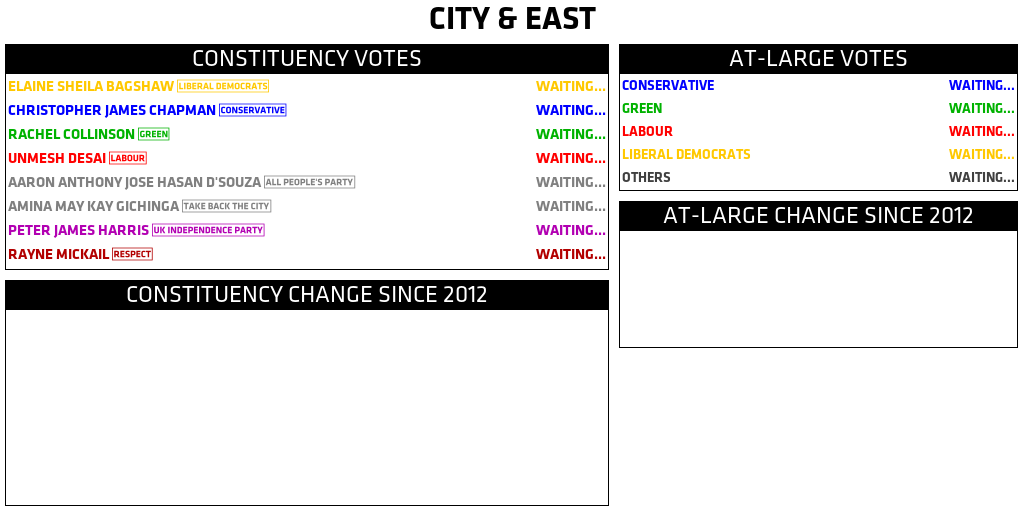 CITY & EAST
CONSTITUENCY VOTES
ELAINE SHEILA BAGSHAW LIBERAL DEMOCRATS WAITING...
CHRISTOPHER JAMES CHAPMAN CONSERVATIVE WAITING...
RACHEL COLLINSON GREEN WAITING...
UNMESH DESAI LABOUR WAITING...
AARON ANTHONY JOSE HASAN D'SOUZA ALL PEOPLE'S PARTY WAITING...
AMINA MAY KAY GICHINGA TAKE BACK THE CITY WAITING...
PETER JAMES HARRIS UK INDEPENDENCE PARTY WAITING...
RAYNE MICKAIL RESPECT WAITING...
CONSTITUENCY CHANGE SINCE 2012
AT-LARGE VOTES
CONSERVATIVE WAITING...
GREEN WAITING...
LABOUR WAITING...
LIBERAL DEMOCRATS WAITING...
OTHERS WAITING...
AT-LARGE CHANGE SINCE 2012